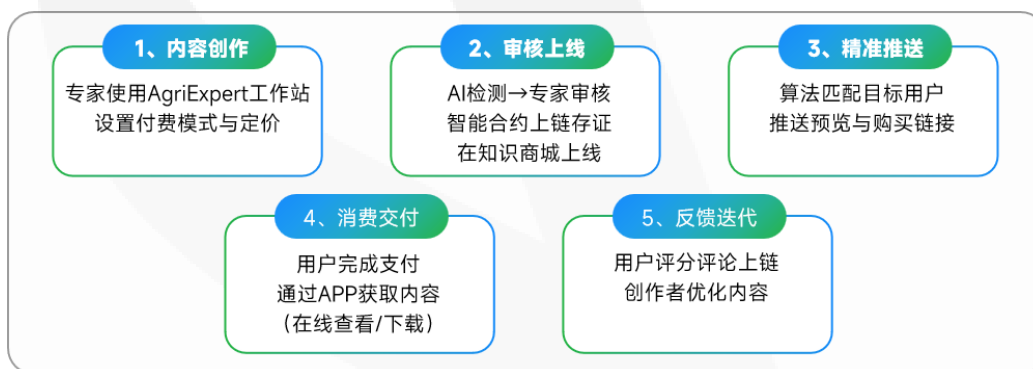 1、内容创作
专家使用AgriExpert工作站
设置付费模式与定价
2、审核上线
AI检测→专家审核
智能合约上链存证
在知识商城上线
3、精准推送
算法匹配目标用户
推送预览与购买链接
4、消费交付
用户完成支付
通过APP获取内容
（在线查看/下载）
5、反馈迭代
用户评分评论上链
创作者优化内容